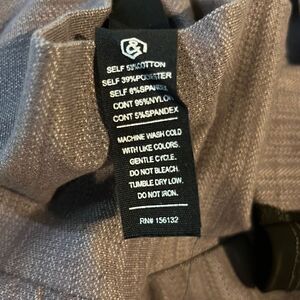 &
SELF 55%COTTON
SELF 39%POLYESTER
SELF 6%SPANDEX
CONT 95%NYLON
CONT 5%SPANDEX
MACHINE WASH COLD
WITH LIKE COLORS.
GENTLE CYCLE.
DO NOT BLEACH.
TUMBLE DRY LOW.
DO NOT IRON.
RN# 156132